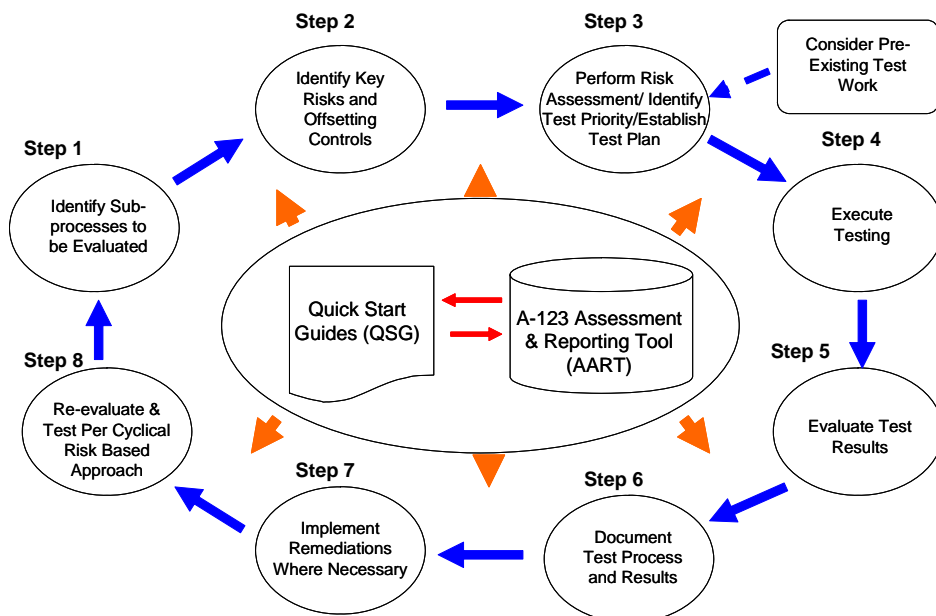 Step 1
Identify Sub-
processes to
be Evaluated
Step 2
Identify Key
Risks and
Offsetting
Controls
Step 3
Perform Risk
Assessment/ Identify
Test Priority/Establish
Test Plan
Consider Pre-
Existing Test
Work
Step 4
Execute
Testing
Step 5
Evaluate Test
Results
Step 6
Document
Test Process
and Results
Step 7
Implement
Remediations
Where Necessary
Step 8
Re-evaluate &
Test Per Cyclical
Risk Based
Approach
Quick Start
Guides (QSG)
A-123 Assessment
& Reporting Tool
(AART)